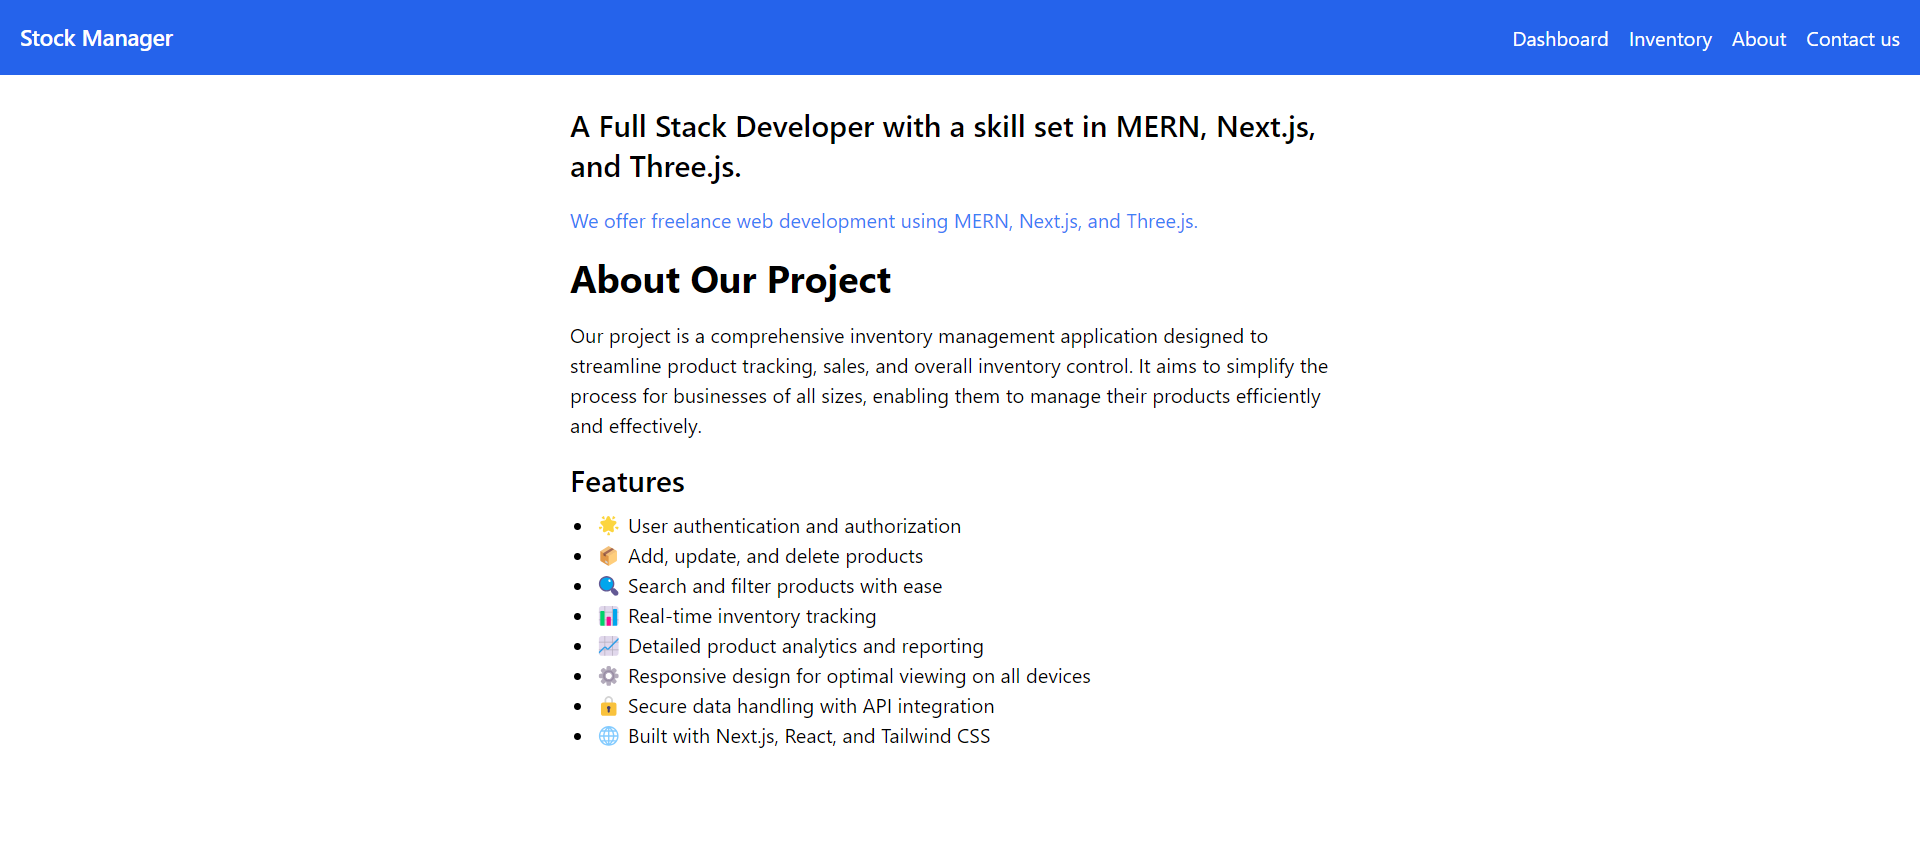 Stock Manager
Dashboard Inventory About Contact us
A Full Stack Developer with a skill set in MERN, Next.js,
and Three.js.
We offer freelance web development using MERN, Next.js, and Three.js.
About Our Project
Our project is a comprehensive inventory management application designed to
streamline product tracking, sales, and overall inventory control. It aims to simplify the
process for businesses of all sizes, enabling them to manage their products efficiently
and effectively.
Features
• 🌟 User authentication and authorization
• 📦 Add, update, and delete products
• 🔍 Search and filter products with ease
• 📊 Real-time inventory tracking
• 📈 Detailed product analytics and reporting
• ⚙️ Responsive design for optimal viewing on all devices
• 🔒 Secure data handling with API integration
• 🌐 Built with Next.js, React, and Tailwind CSS